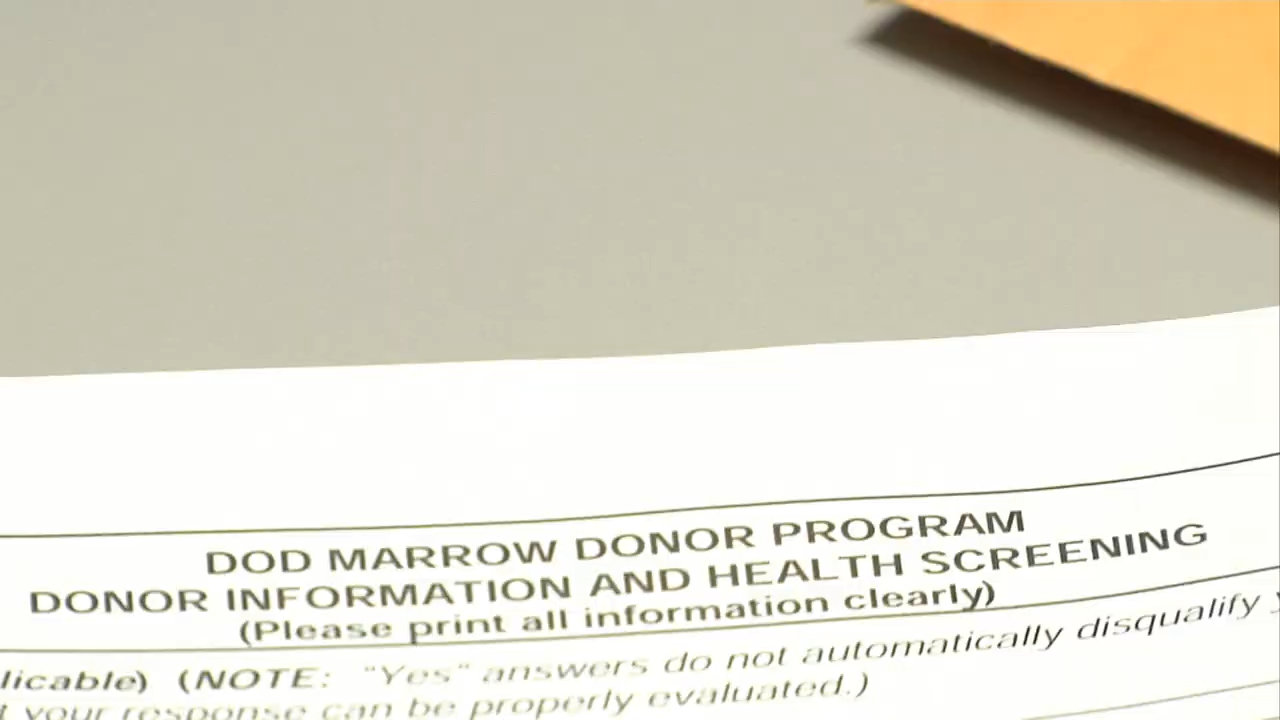 DOD MARROW DONOR PROGRAM
DONOR INFORMATION AND HEALTH SCREENING
(Please print all information clearly)
licable) (NOTE: "Yes" answers do not automatically disqualify
your response can be properly evaluated.)